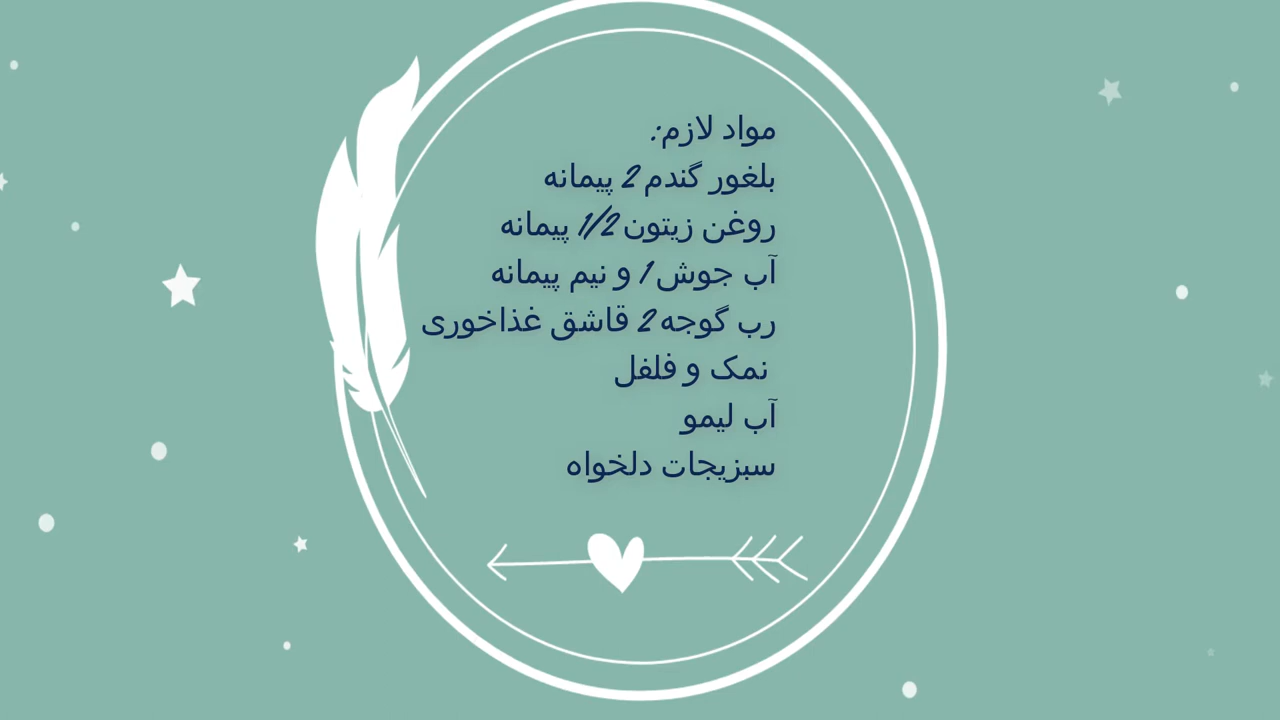 مواد لازم:
بلغور گندم 2 پیمانه
روغن زیتون 1/2 پیمانه
آب جوش 1 و نیم پیمانه
رب گوجه 2 قاشق غذاخوری
نمک و فلفل
آب لیمو
سبزیجات دلخواه